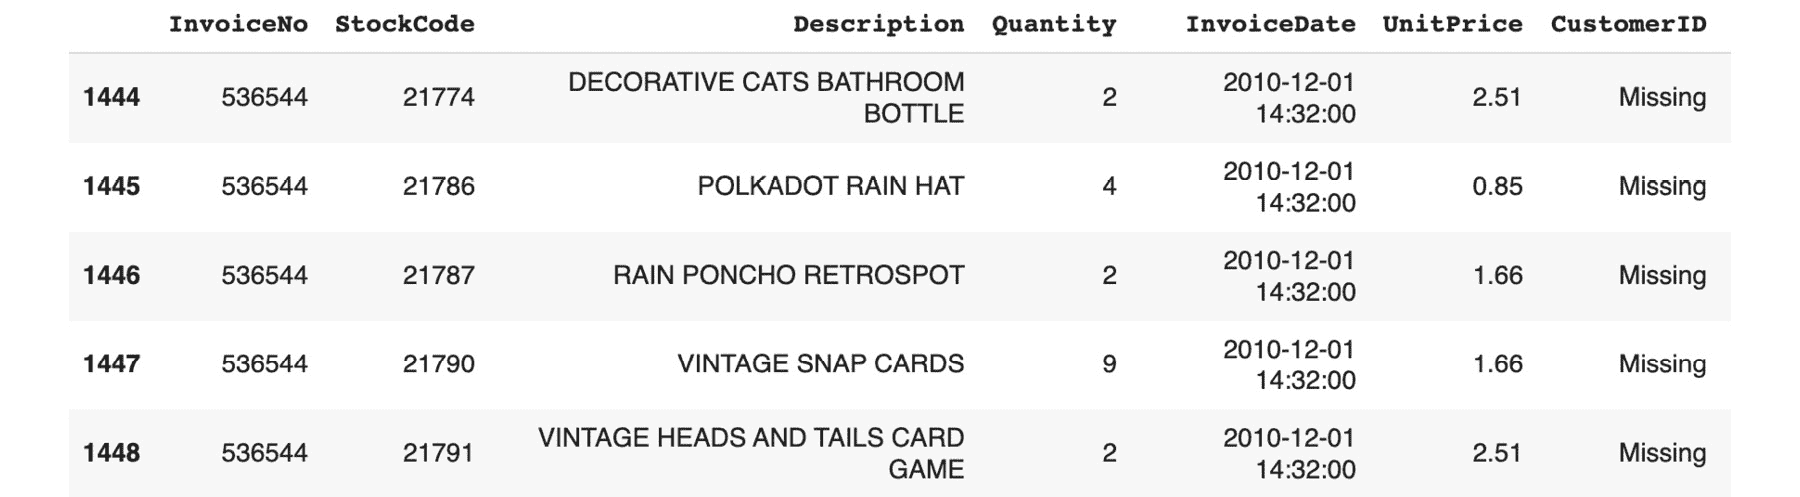 InvoiceNo StockCode Description Quantity InvoiceDate UnitPrice CustomerID
1444 536544 21774 DECORATIVE CATS BATHROOM BOTTLE 2 2010-12-01 14:32:00 2.51 Missing
1445 536544 21786 POLKADOT RAIN HAT 4 2010-12-01 14:32:00 0.85 Missing
1446 536544 21787 RAIN PONCHO RETROSPOT 2 2010-12-01 14:32:00 1.66 Missing
1447 536544 21790 VINTAGE SNAP CARDS 9 2010-12-01 14:32:00 1.66 Missing
1448 536544 21791 VINTAGE HEADS AND TAILS CARD GAME 2 2010-12-01 14:32:00 2.51 Missing